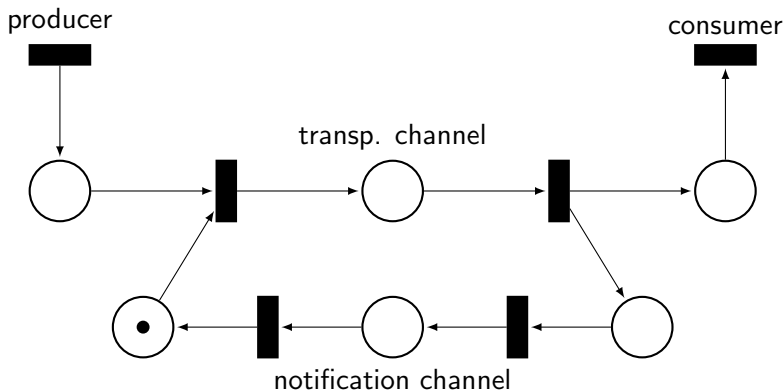 producer
consumer
transp. channel
notification channel